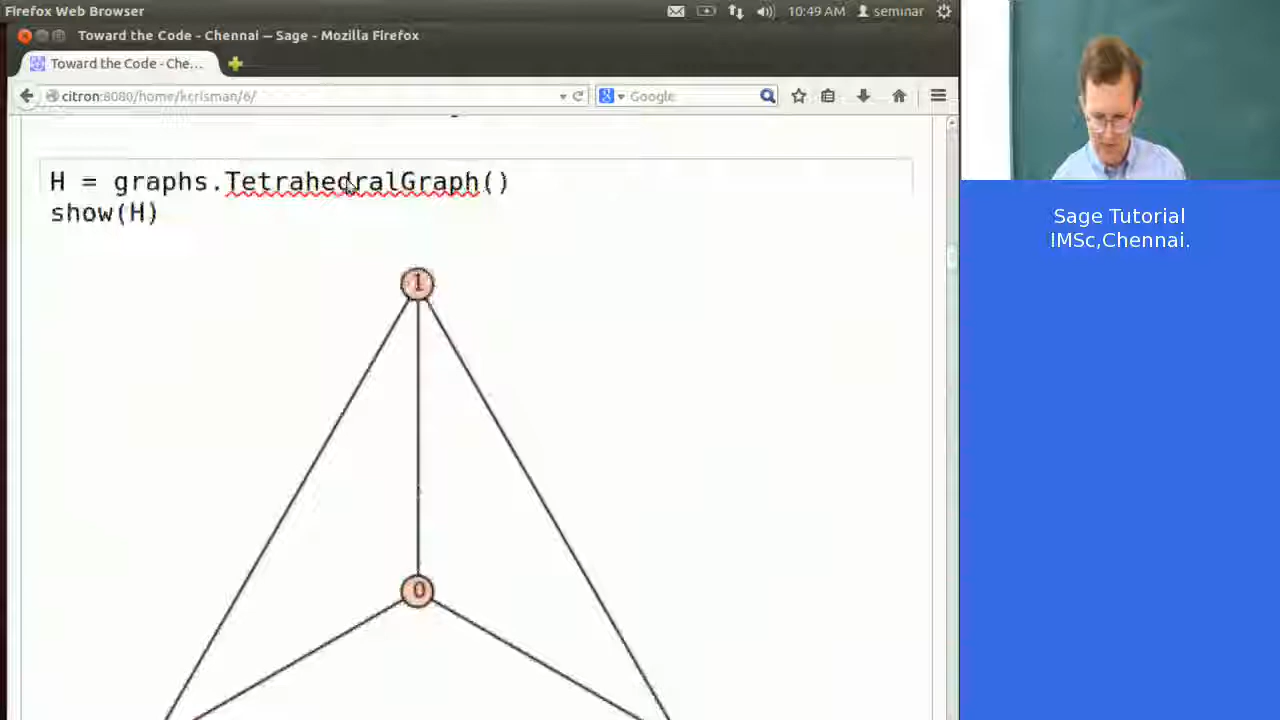 Firefox Web Browser
10:49 AM
seminar
Toward the Code - Chennai — Sage - Mozilla Firefox
Toward the Code - Che...
citron:8080/home/kcrisman/6/
Google
H = graphs.TetrahedralGraph()
show(H)
1
0
Sage Tutorial
IMSc,Chennai.